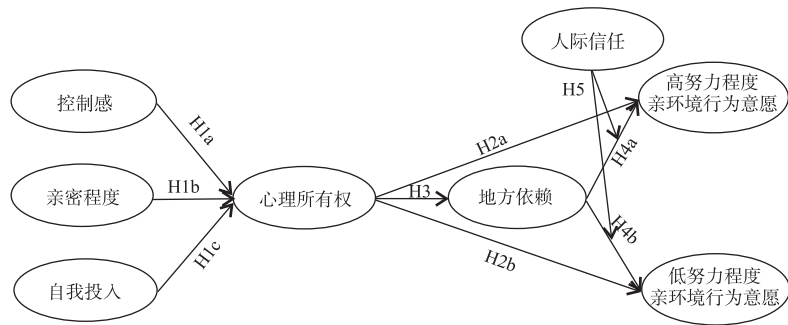 人际信任
控制感
H5
高努力程度
亲环境行为意愿
H1a
H2a
H4a
亲密程度
H1b
心理所有权
H3
地方依赖
H1c
H2b
H4b
自我投入
低努力程度
亲环境行为意愿